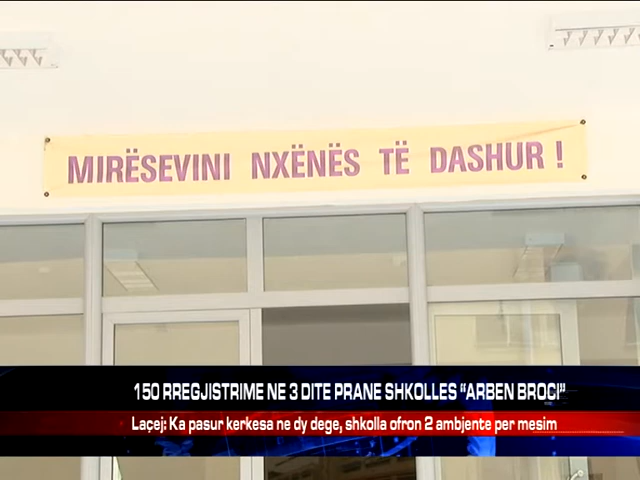 MIRËSEVINI NXËNËS TË DASHUR !
150 RREGJISTRIME NE 3 DITE PRANE SHKOLLES "ARBEN BROCI"
Laçej: Ka pasur kerkesa ne dy dege, shkolla ofron 2 ambjente per mesim